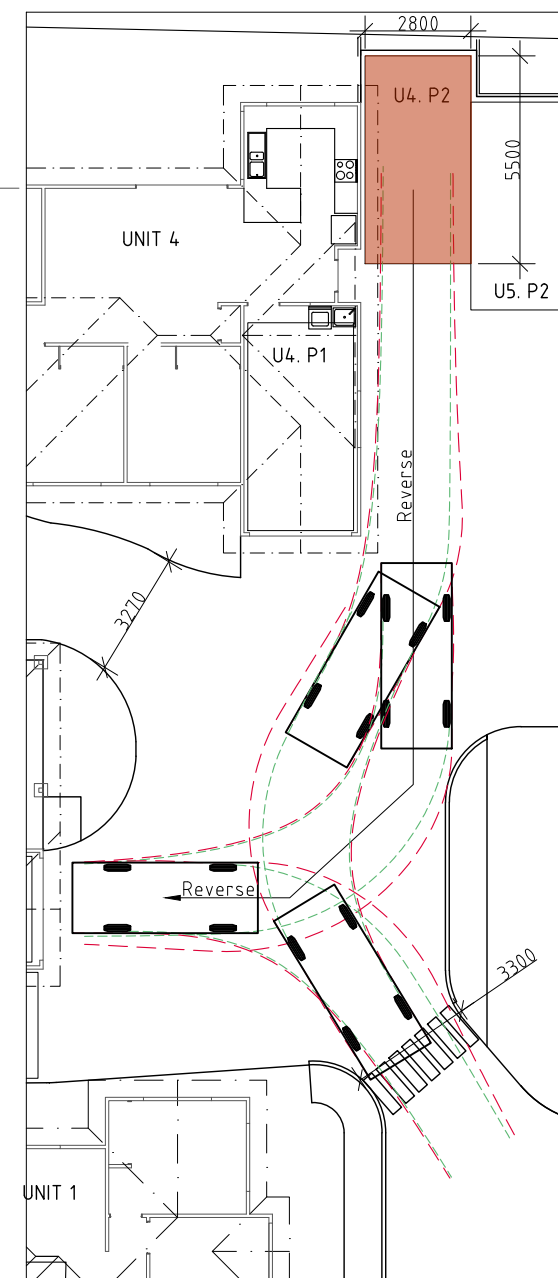 2800
U4. P2
5500
UNIT 4
U5. P2
U4. P1
Reverse
3270
Reverse
3300
UNIT 1